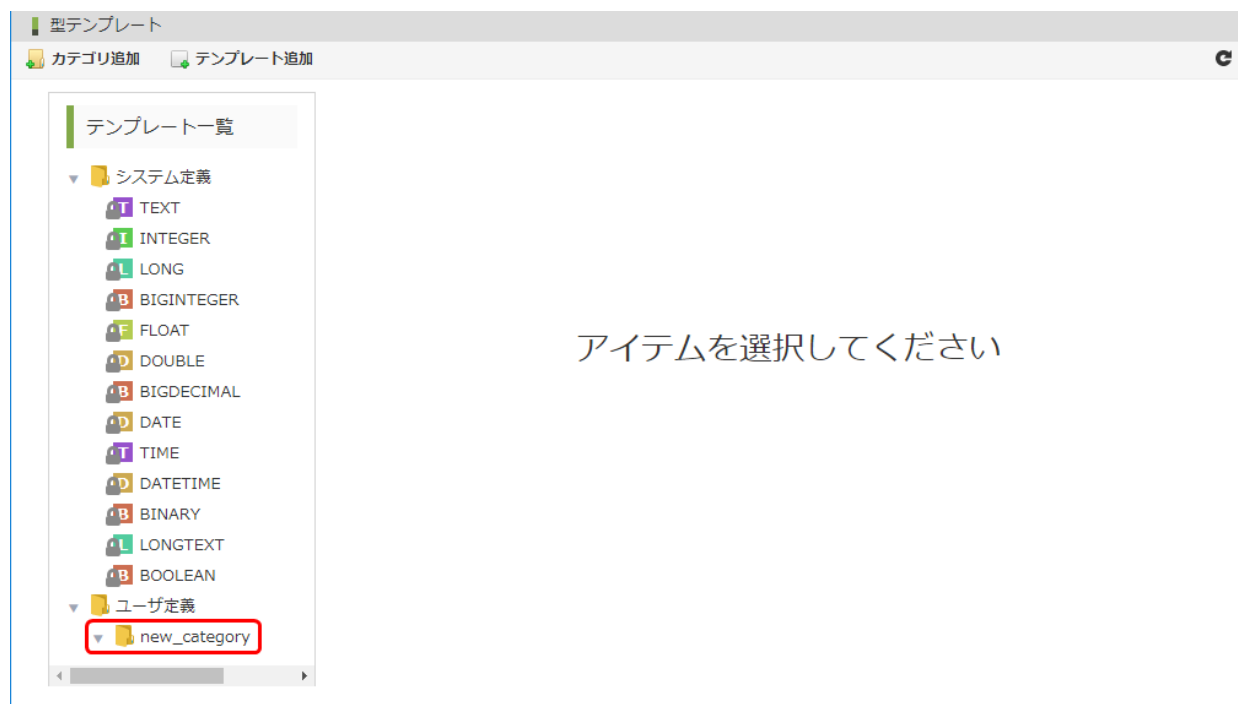 型テンプレート
カテゴリ追加 テンプレート追加
テンプレート一覧
システム定義
T TEXT
I INTEGER
L LONG
B BIGINTEGER
F FLOAT
D DOUBLE
B BIGDECIMAL
D DATE
T TIME
D DATETIME
B BINARY
L LONGTEXT
B BOOLEAN
ユーザ定義
new_category
アイテムを選択してください